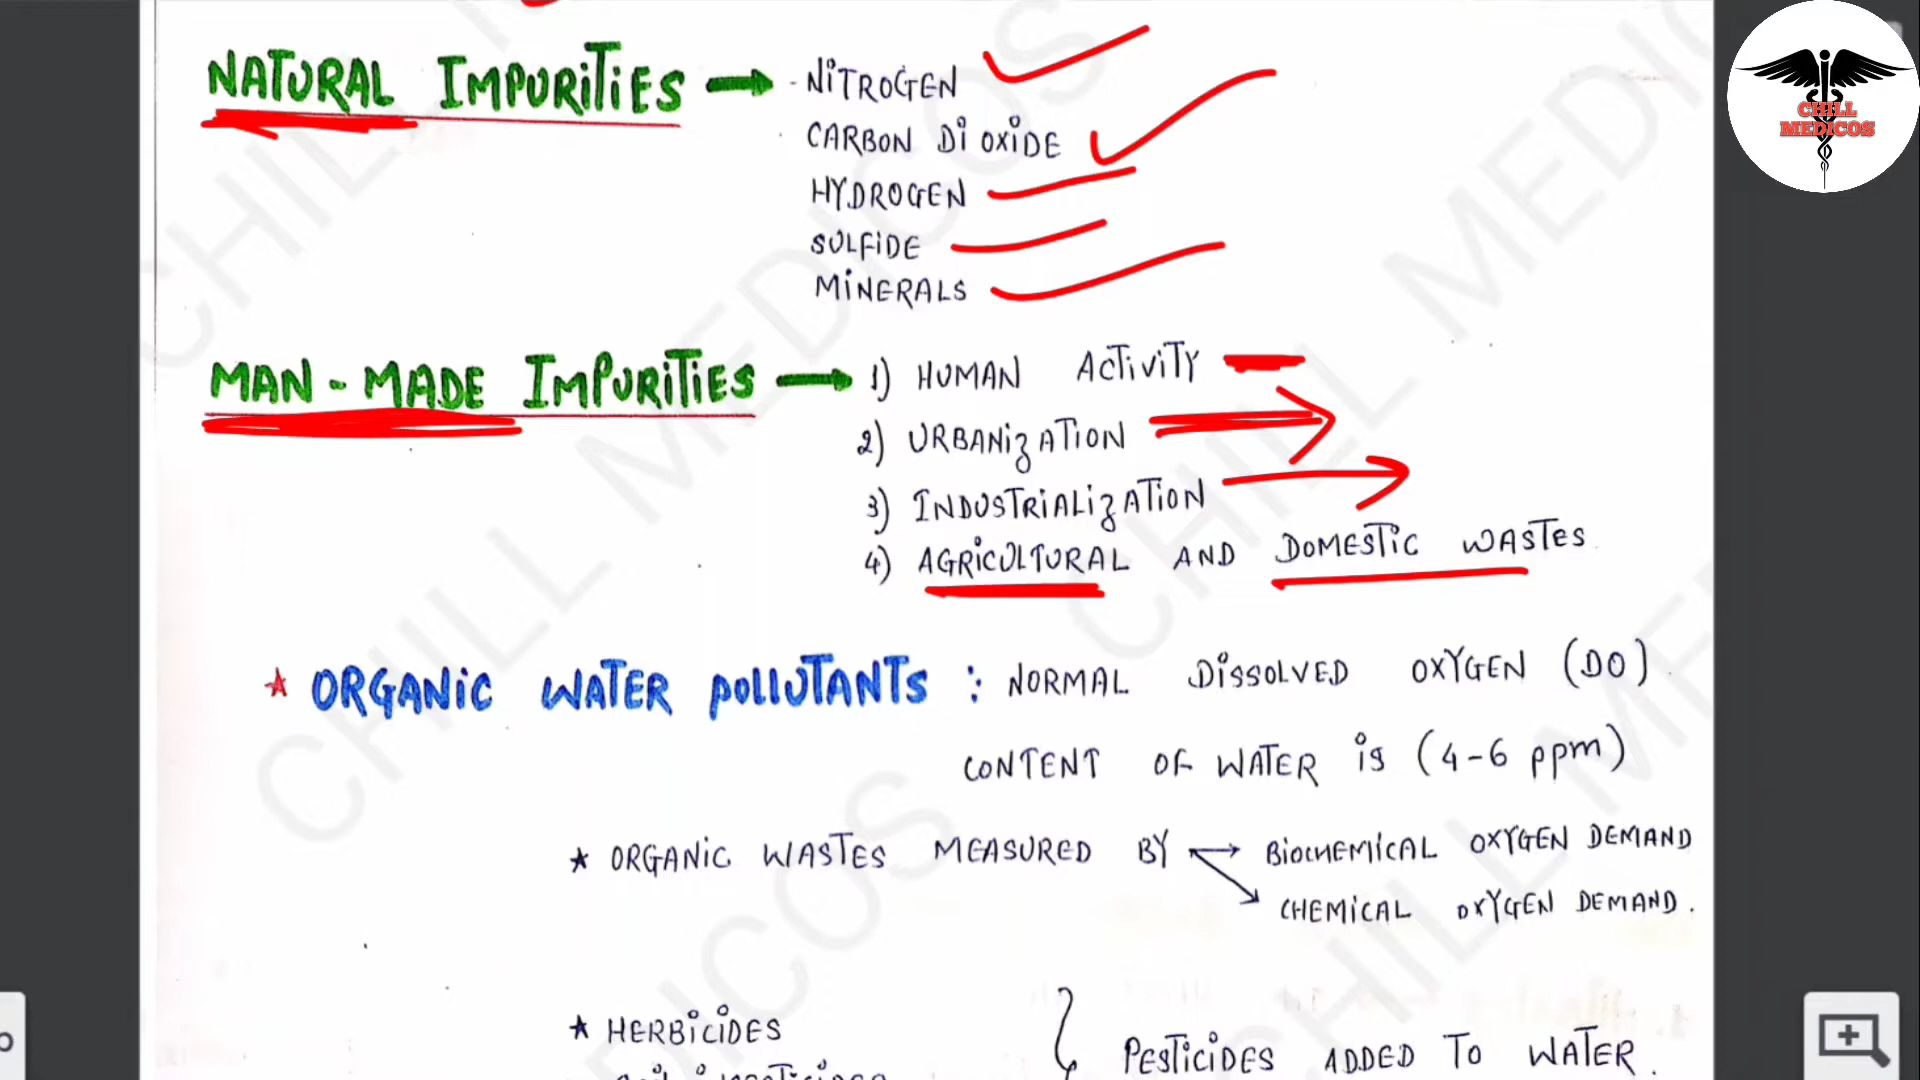 NATURAL IMPURITIES → - NITROGEN
CARBON DI OXIDE
HYDROGEN
SULFIDE
MINERALS
MAN-MADE IMPURITIES → 1) HUMAN ACTIVITY
2) URBANIZATION
3) INDUSTRIALIZATION
4) AGRICULTURAL AND DOMESTIC WASTES
★ ORGANIC WATER POLLUTANTS : NORMAL DISSOLVED OXYGEN (DO)
CONTENT OF WATER IS (4-6 ppm)
★ ORGANIC WASTES MEASURED BY → BIOCHEMICAL OXYGEN DEMAND
CHEMICAL OXYGEN DEMAND.
★ HERBICIDES
PESTICIDES ADDED TO WATER.
CHILL
MEDICOS